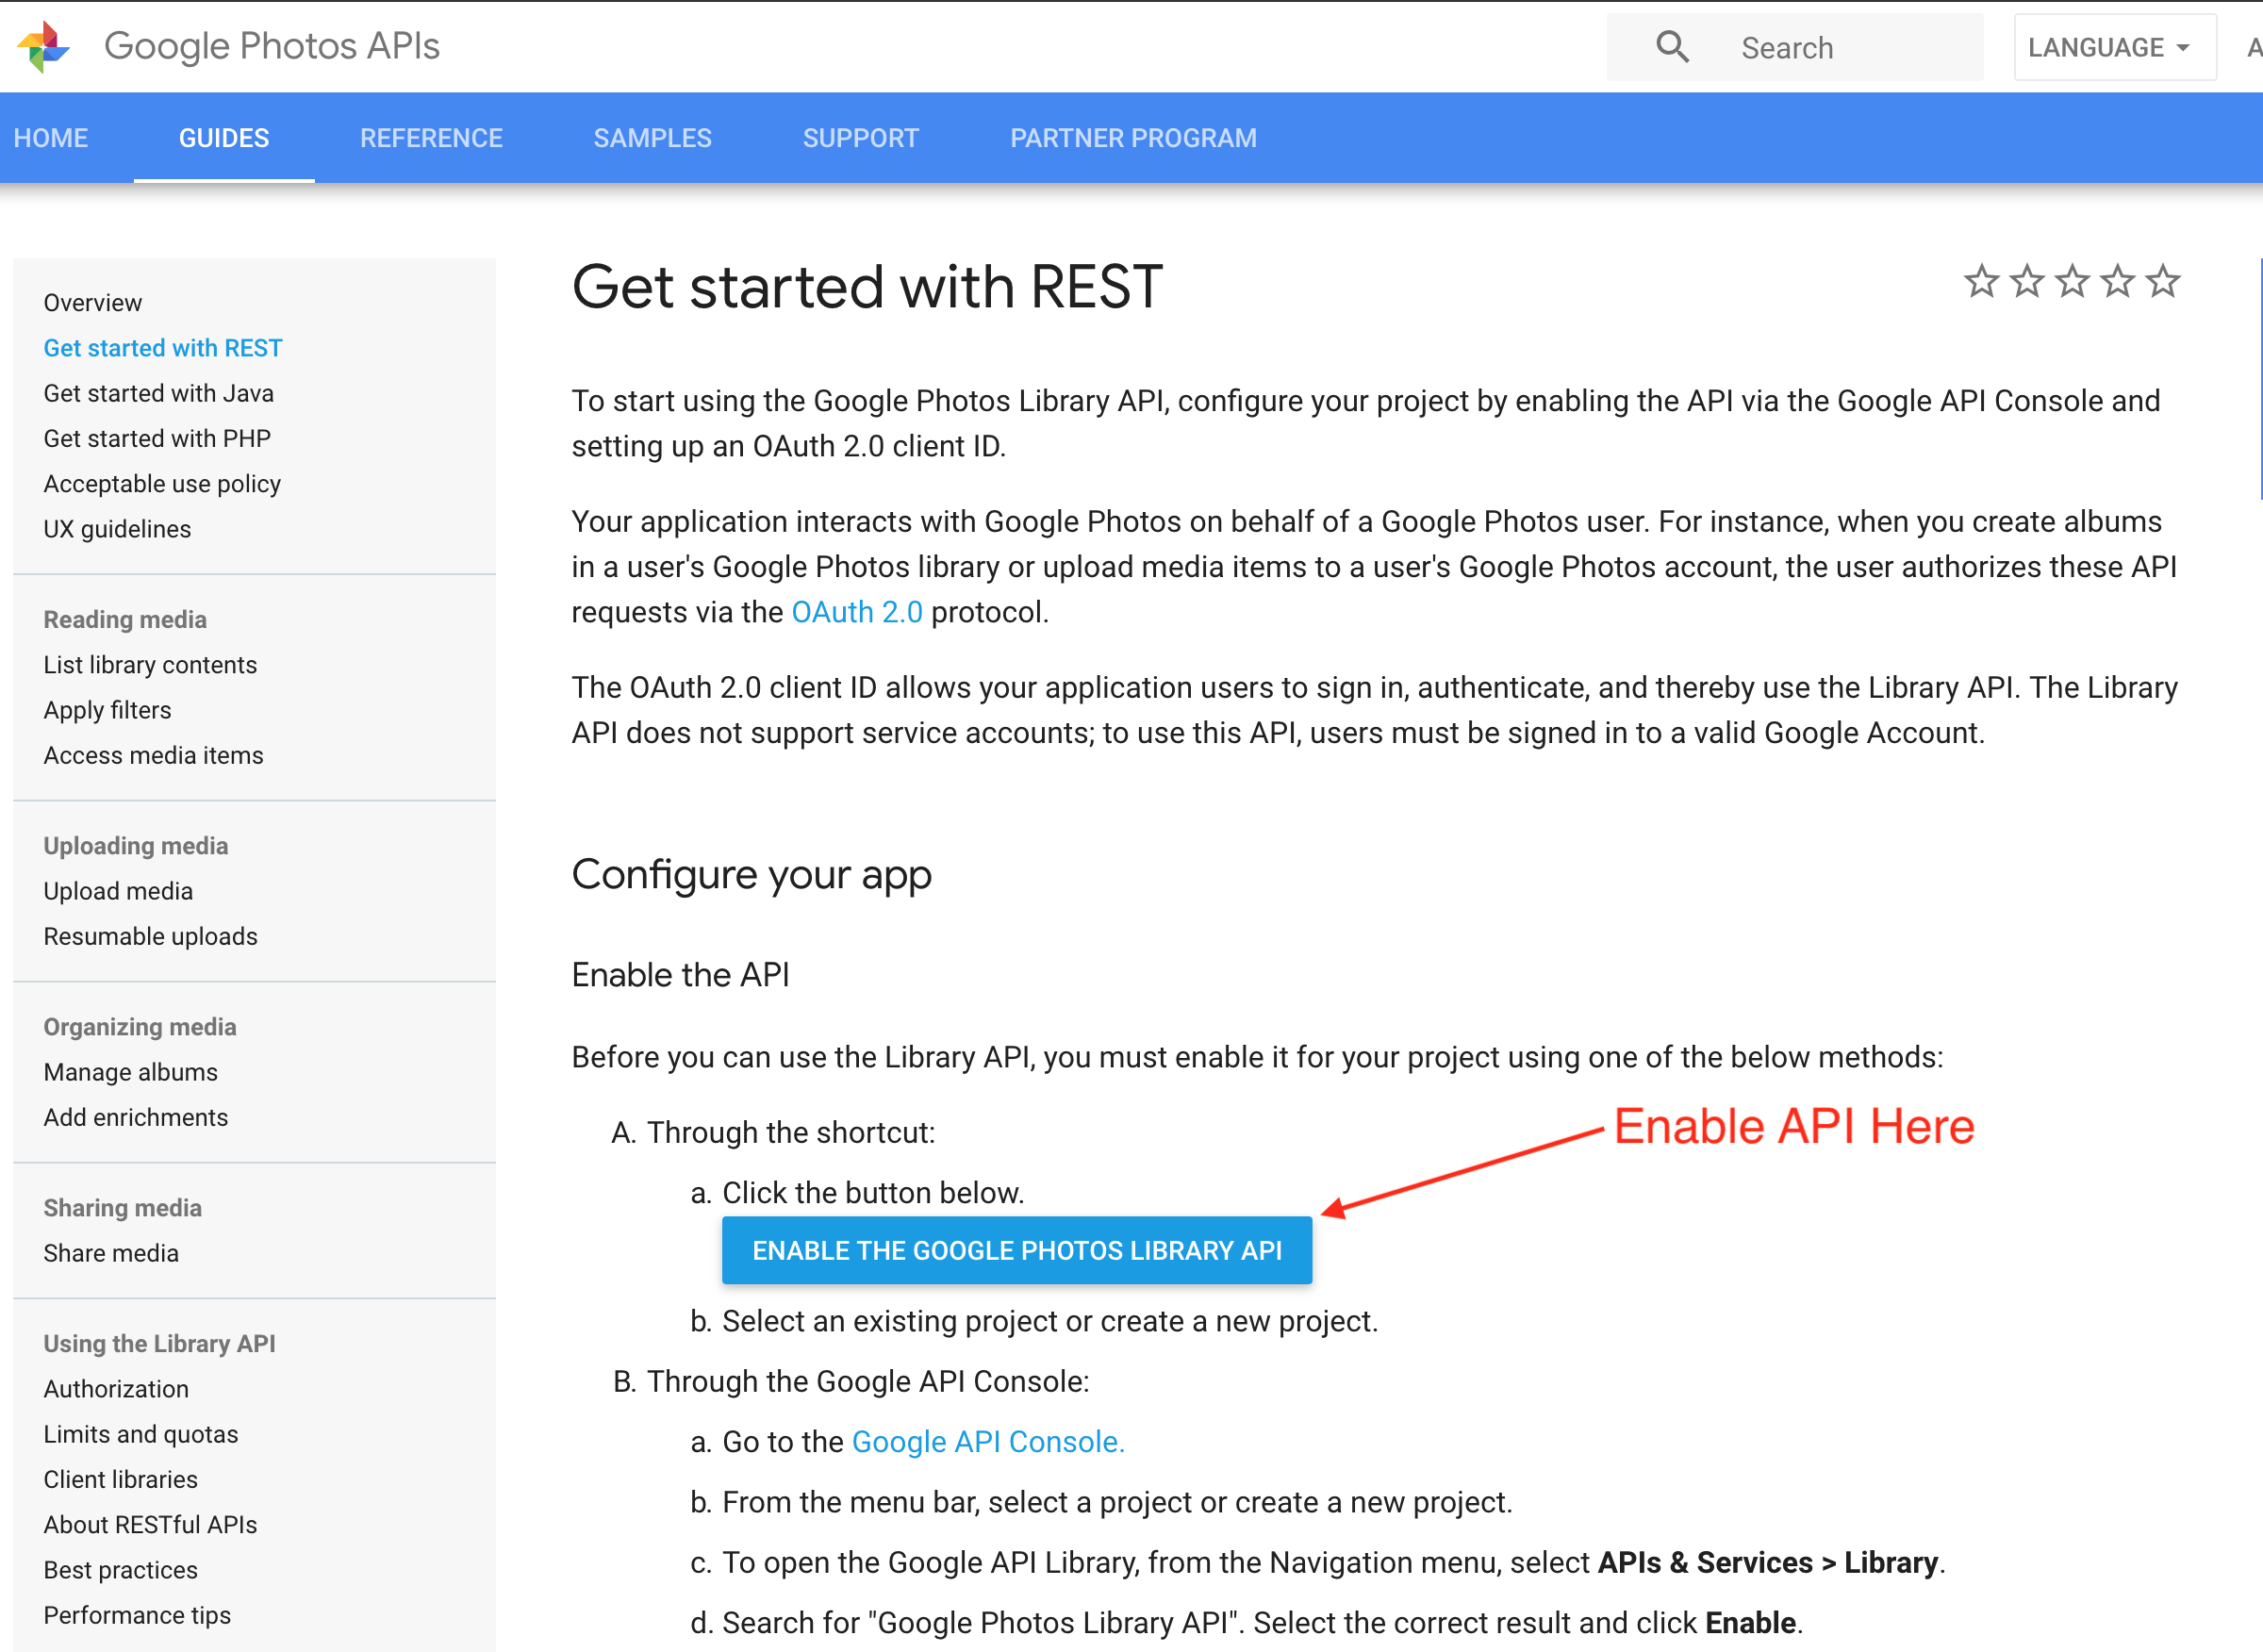 Google Photos APIs
Search
LANGUAGE
A
HOME
GUIDES
REFERENCE
SAMPLES
SUPPORT
PARTNER PROGRAM
Overview
Get started with REST
Get started with Java
Get started with PHP
Acceptable use policy
UX guidelines
Reading media
List library contents
Apply filters
Access media items
Uploading media
Upload media
Resumable uploads
Organizing media
Manage albums
Add enrichments
Sharing media
Share media
Using the Library API
Authorization
Limits and quotas
Client libraries
About RESTful APIs
Best practices
Performance tips
Get started with REST
To start using the Google Photos Library API, configure your project by enabling the API via the Google API Console and
setting up an OAuth 2.0 client ID.
Your application interacts with Google Photos on behalf of a Google Photos user. For instance, when you create albums
in a user's Google Photos library or upload media items to a user's Google Photos account, the user authorizes these API
requests via the OAuth 2.0 protocol.
The OAuth 2.0 client ID allows your application users to sign in, authenticate, and thereby use the Library API. The Library
API does not support service accounts; to use this API, users must be signed in to a valid Google Account.
Configure your app
Enable the API
Before you can use the Library API, you must enable it for your project using one of the below methods:
A. Through the shortcut:
Enable API Here
a. Click the button below.
ENABLE THE GOOGLE PHOTOS LIBRARY API
b. Select an existing project or create a new project.
B. Through the Google API Console:
a. Go to the Google API Console.
b. From the menu bar, select a project or create a new project.
c. To open the Google API Library, from the Navigation menu, select APIs & Services > Library.
d. Search for "Google Photos Library API". Select the correct result and click Enable.